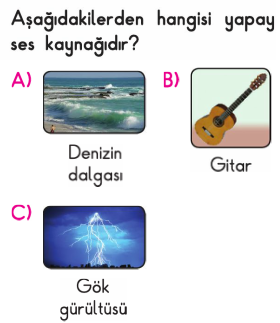 Aşağıdakilerden hangisi yapay
ses kaynağıdır?
A)
B)
Denizin
dalgası
Gitar
C)
Gök
gürültüsü